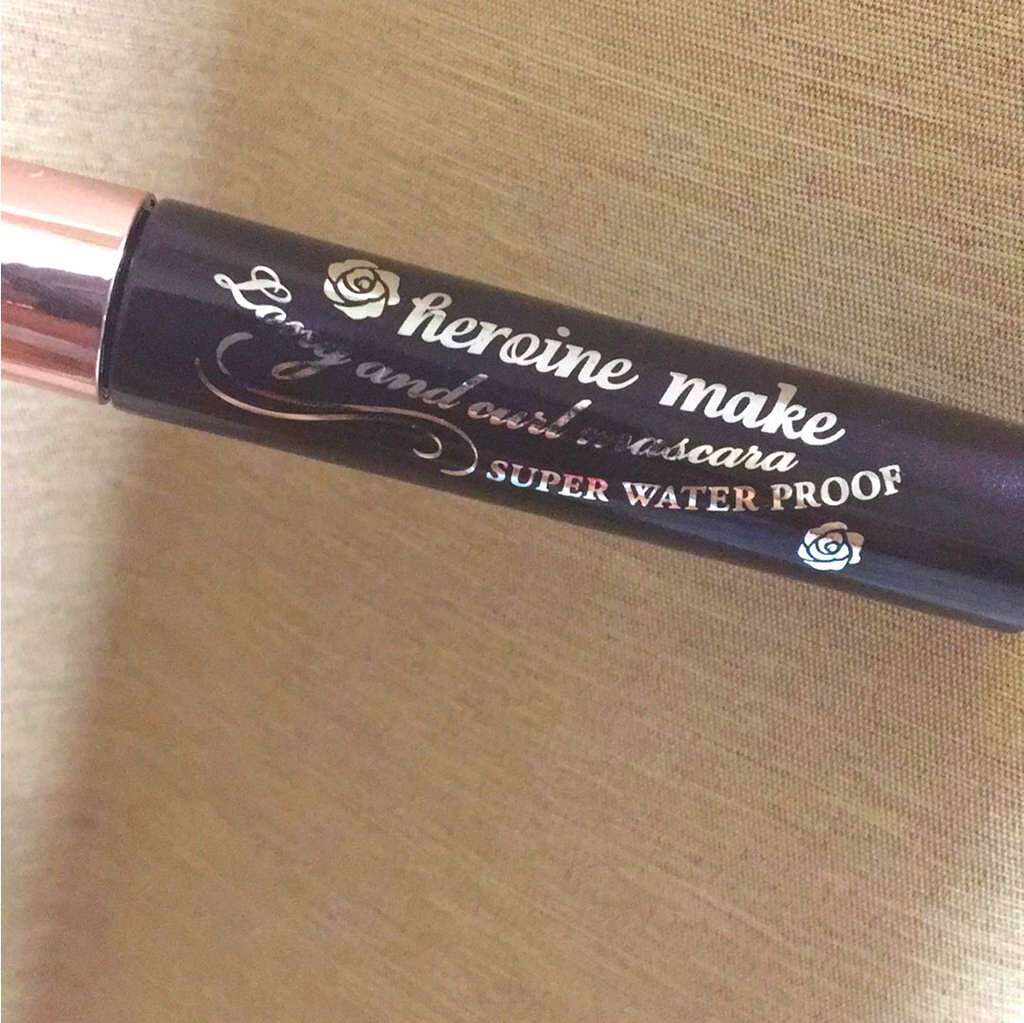 heroine make
Long and curl mascara
SUPER WATER PROOF